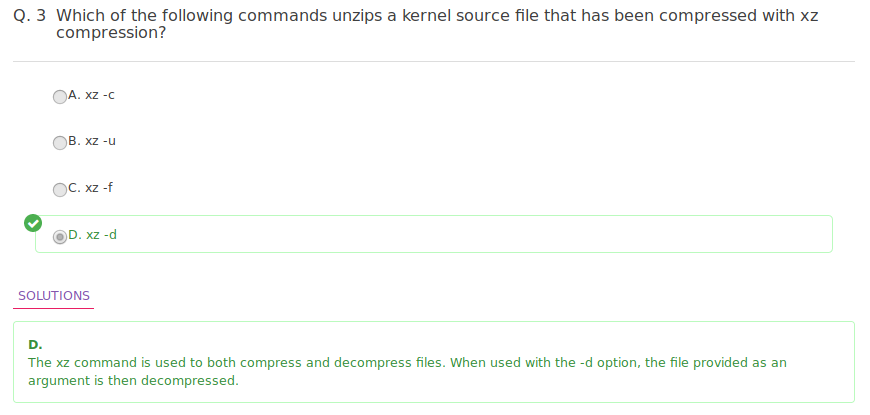 Q. 3 Which of the following commands unzips a kernel source file that has been compressed with xz
compression?
A. xz -c
B. xz -u
C. xz -f
D. xz -d
SOLUTIONS
D.
The xz command is used to both compress and decompress files. When used with the -d option, the file provided as an
argument is then decompressed.